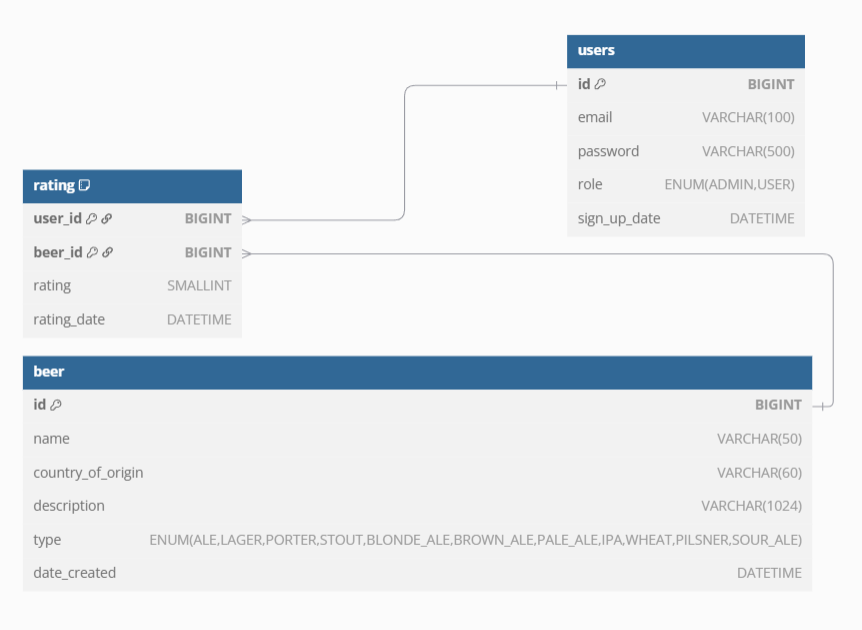 users
id BIGINT
email VARCHAR(100)
password VARCHAR(500)
role ENUM(ADMIN,USER)
sign_up_date DATETIME
rating
user_id BIGINT
beer_id BIGINT
rating SMALLINT
rating_date DATETIME
beer
id BIGINT
name VARCHAR(50)
country_of_origin VARCHAR(60)
description VARCHAR(1024)
type ENUM(ALE,LAGER,PORTER,STOUT,BLONDE_ALE,BROWN_ALE,PALE_ALE,IPA,WHEAT,PILSNER,SOUR_ALE)
date_created DATETIME